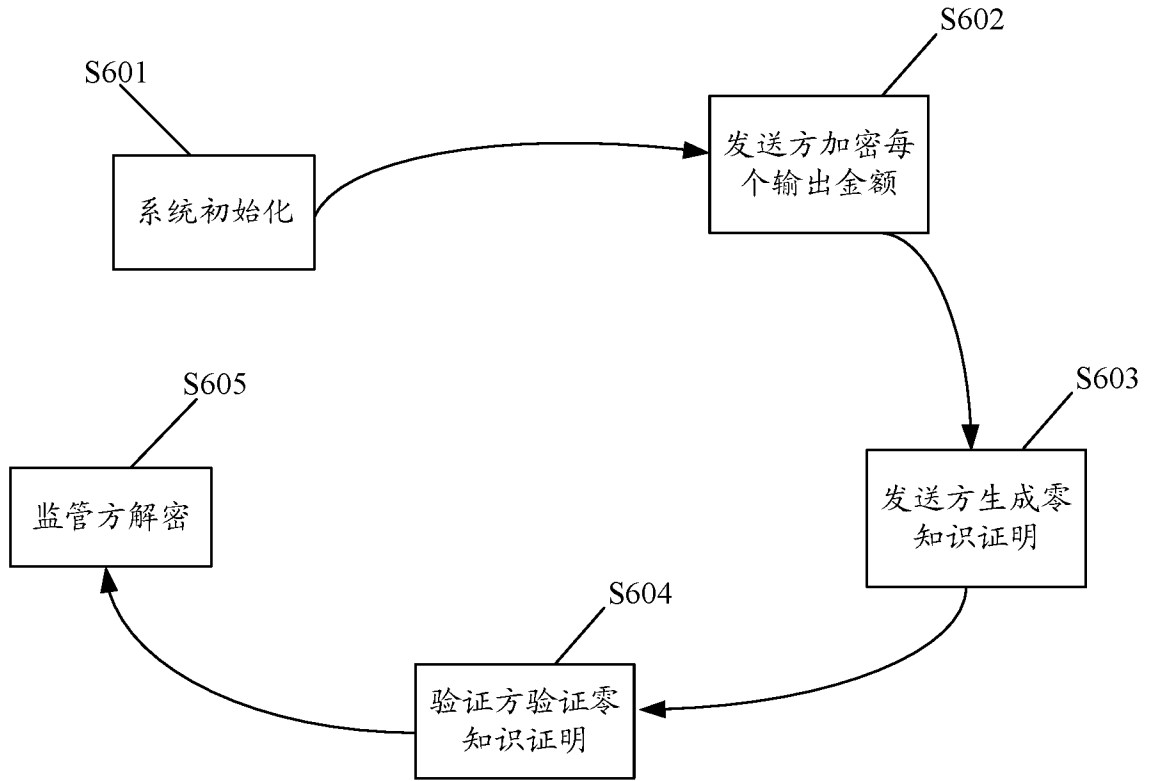 S601
系统初始化
S602
发送方加密每
个输出金额
S603
发送方生成零
知识证明
S604
验证方验证零
知识证明
S605
监管方解密